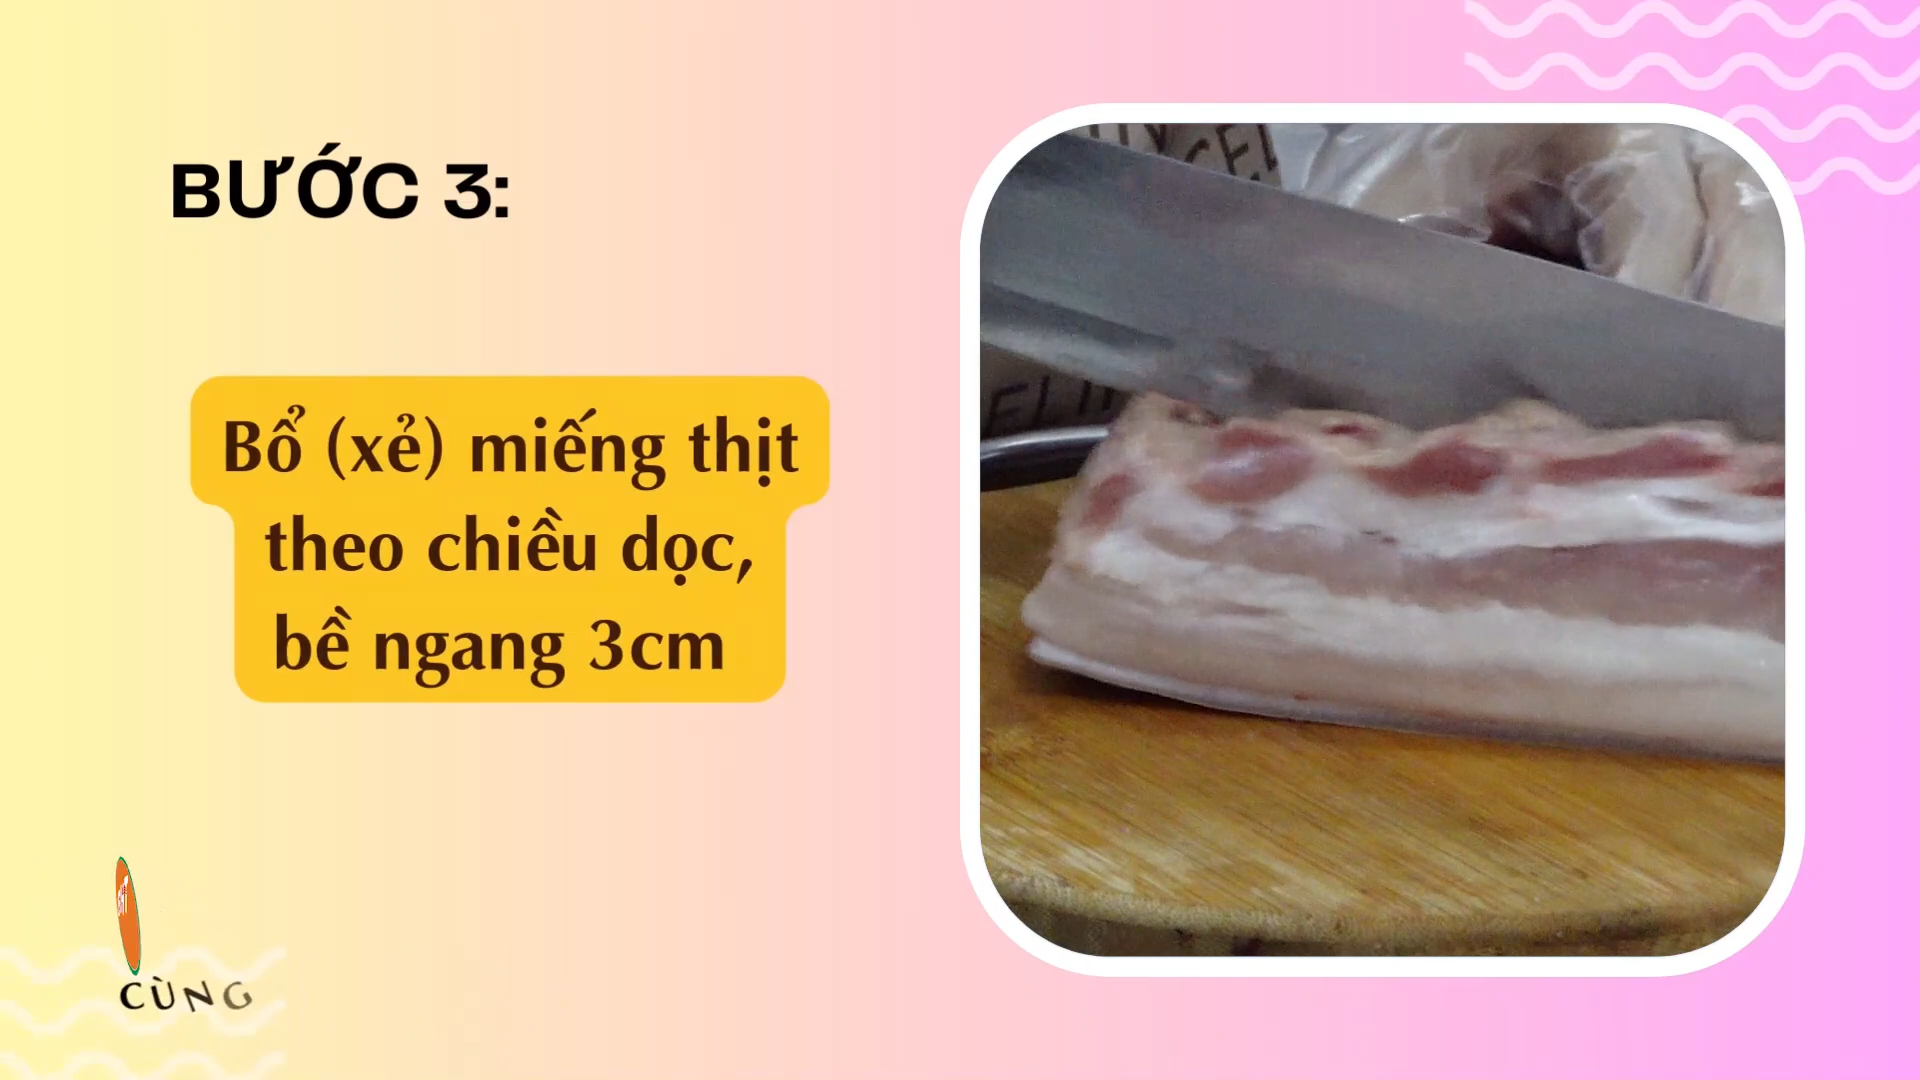 BƯỚC 3:
Bổ (xẻ) miếng thịt
theo chiều dọc,
bề ngang 3cm
CÙNG